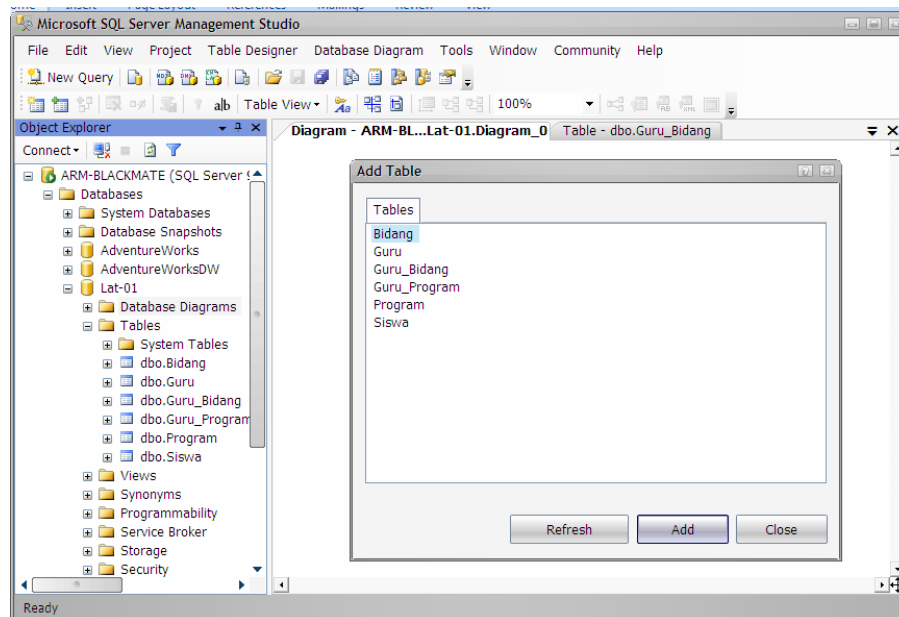 Microsoft SQL Server Management Studio
File Edit View Project Table Designer Database Diagram Tools Window Community Help
New Query
ab Table View 100%
Object Explorer
Diagram - ARM-BL...Lat-01.Diagram_0 Table - dbo.Guru_Bidang
Connect
ARM-BLACKMATE (SQL Server
Databases
System Databases
Database Snapshots
AdventureWorks
AdventureWorksDW
Lat-01
Database Diagrams
Tables
System Tables
dbo.Bidang
dbo.Guru
dbo.Guru_Bidang
dbo.Guru_Program
dbo.Program
dbo.Siswa
Views
Synonyms
Programmability
Service Broker
Storage
Security
Add Table
Tables
Bidang
Guru
Guru_Bidang
Guru_Program
Program
Siswa
Refresh Add Close
Ready